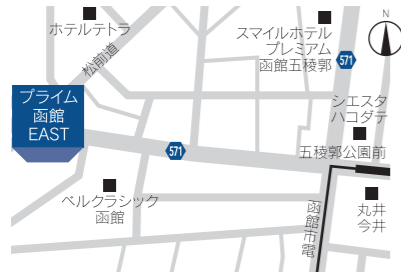 ホテルテトラ
松前道
スマイルホテル
プレミアム
函館五稜郭
N
571
プライム
函館
EAST
シエスタ
ハコダテ
571
五稜郭公園前
ベルクラシック
函館
函館市電
丸井
今井